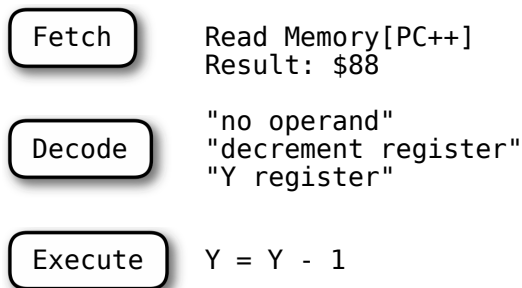 Fetch
Read Memory[PC++]
Result: $88
Decode
"no operand"
"decrement register"
"Y register"
Execute
Y = Y - 1